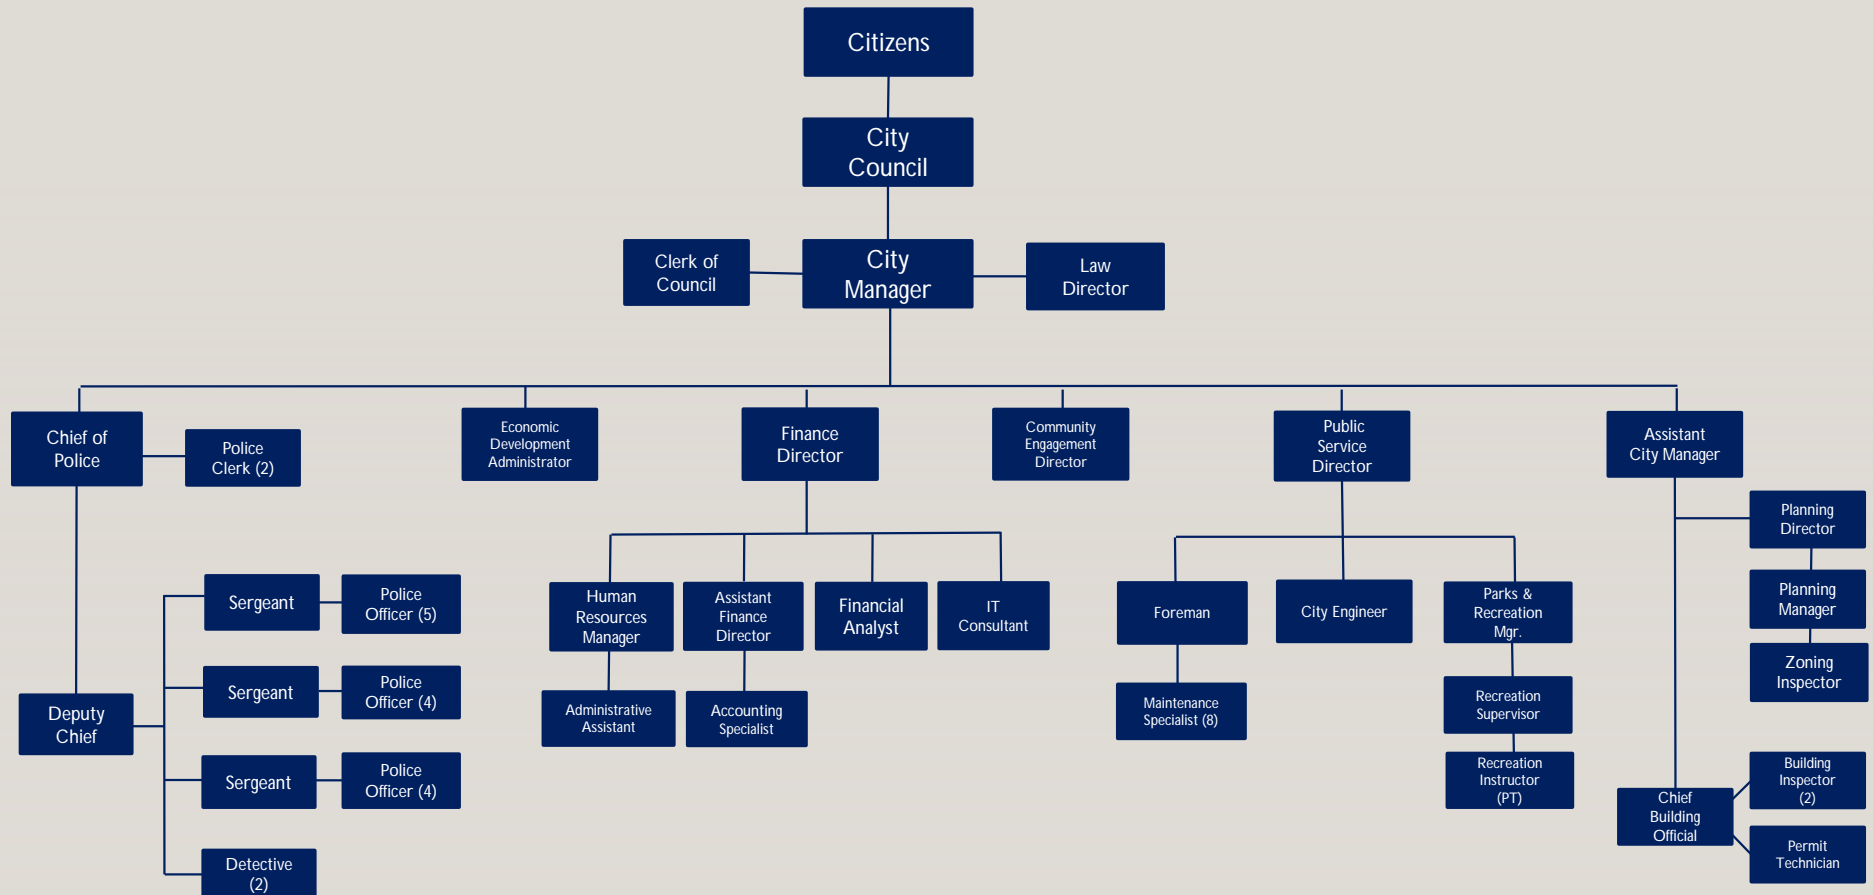 Citizens
City
Council
City
Manager
Clerk of
Council
Law
Director
Chief of
Police
Police
Clerk (2)
Economic
Development
Administrator
Finance
Director
Community
Engagement
Director
Public
Service
Director
Assistant
City Manager
Deputy
Chief
Sergeant
Police
Officer (5)
Sergeant
Police
Officer (4)
Sergeant
Police
Officer (4)
Detective
(2)
Human
Resources
Manager
Assistant
Finance
Director
Financial
Analyst
IT
Consultant
Administrative
Assistant
Accounting
Specialist
Foreman
City Engineer
Parks &
Recreation
Mgr.
Maintenance
Specialist (8)
Recreation
Supervisor
Recreation
Instructor
(PT)
Planning
Director
Planning
Manager
Zoning
Inspector
Chief
Building
Official
Building
Inspector
(2)
Permit
Technician